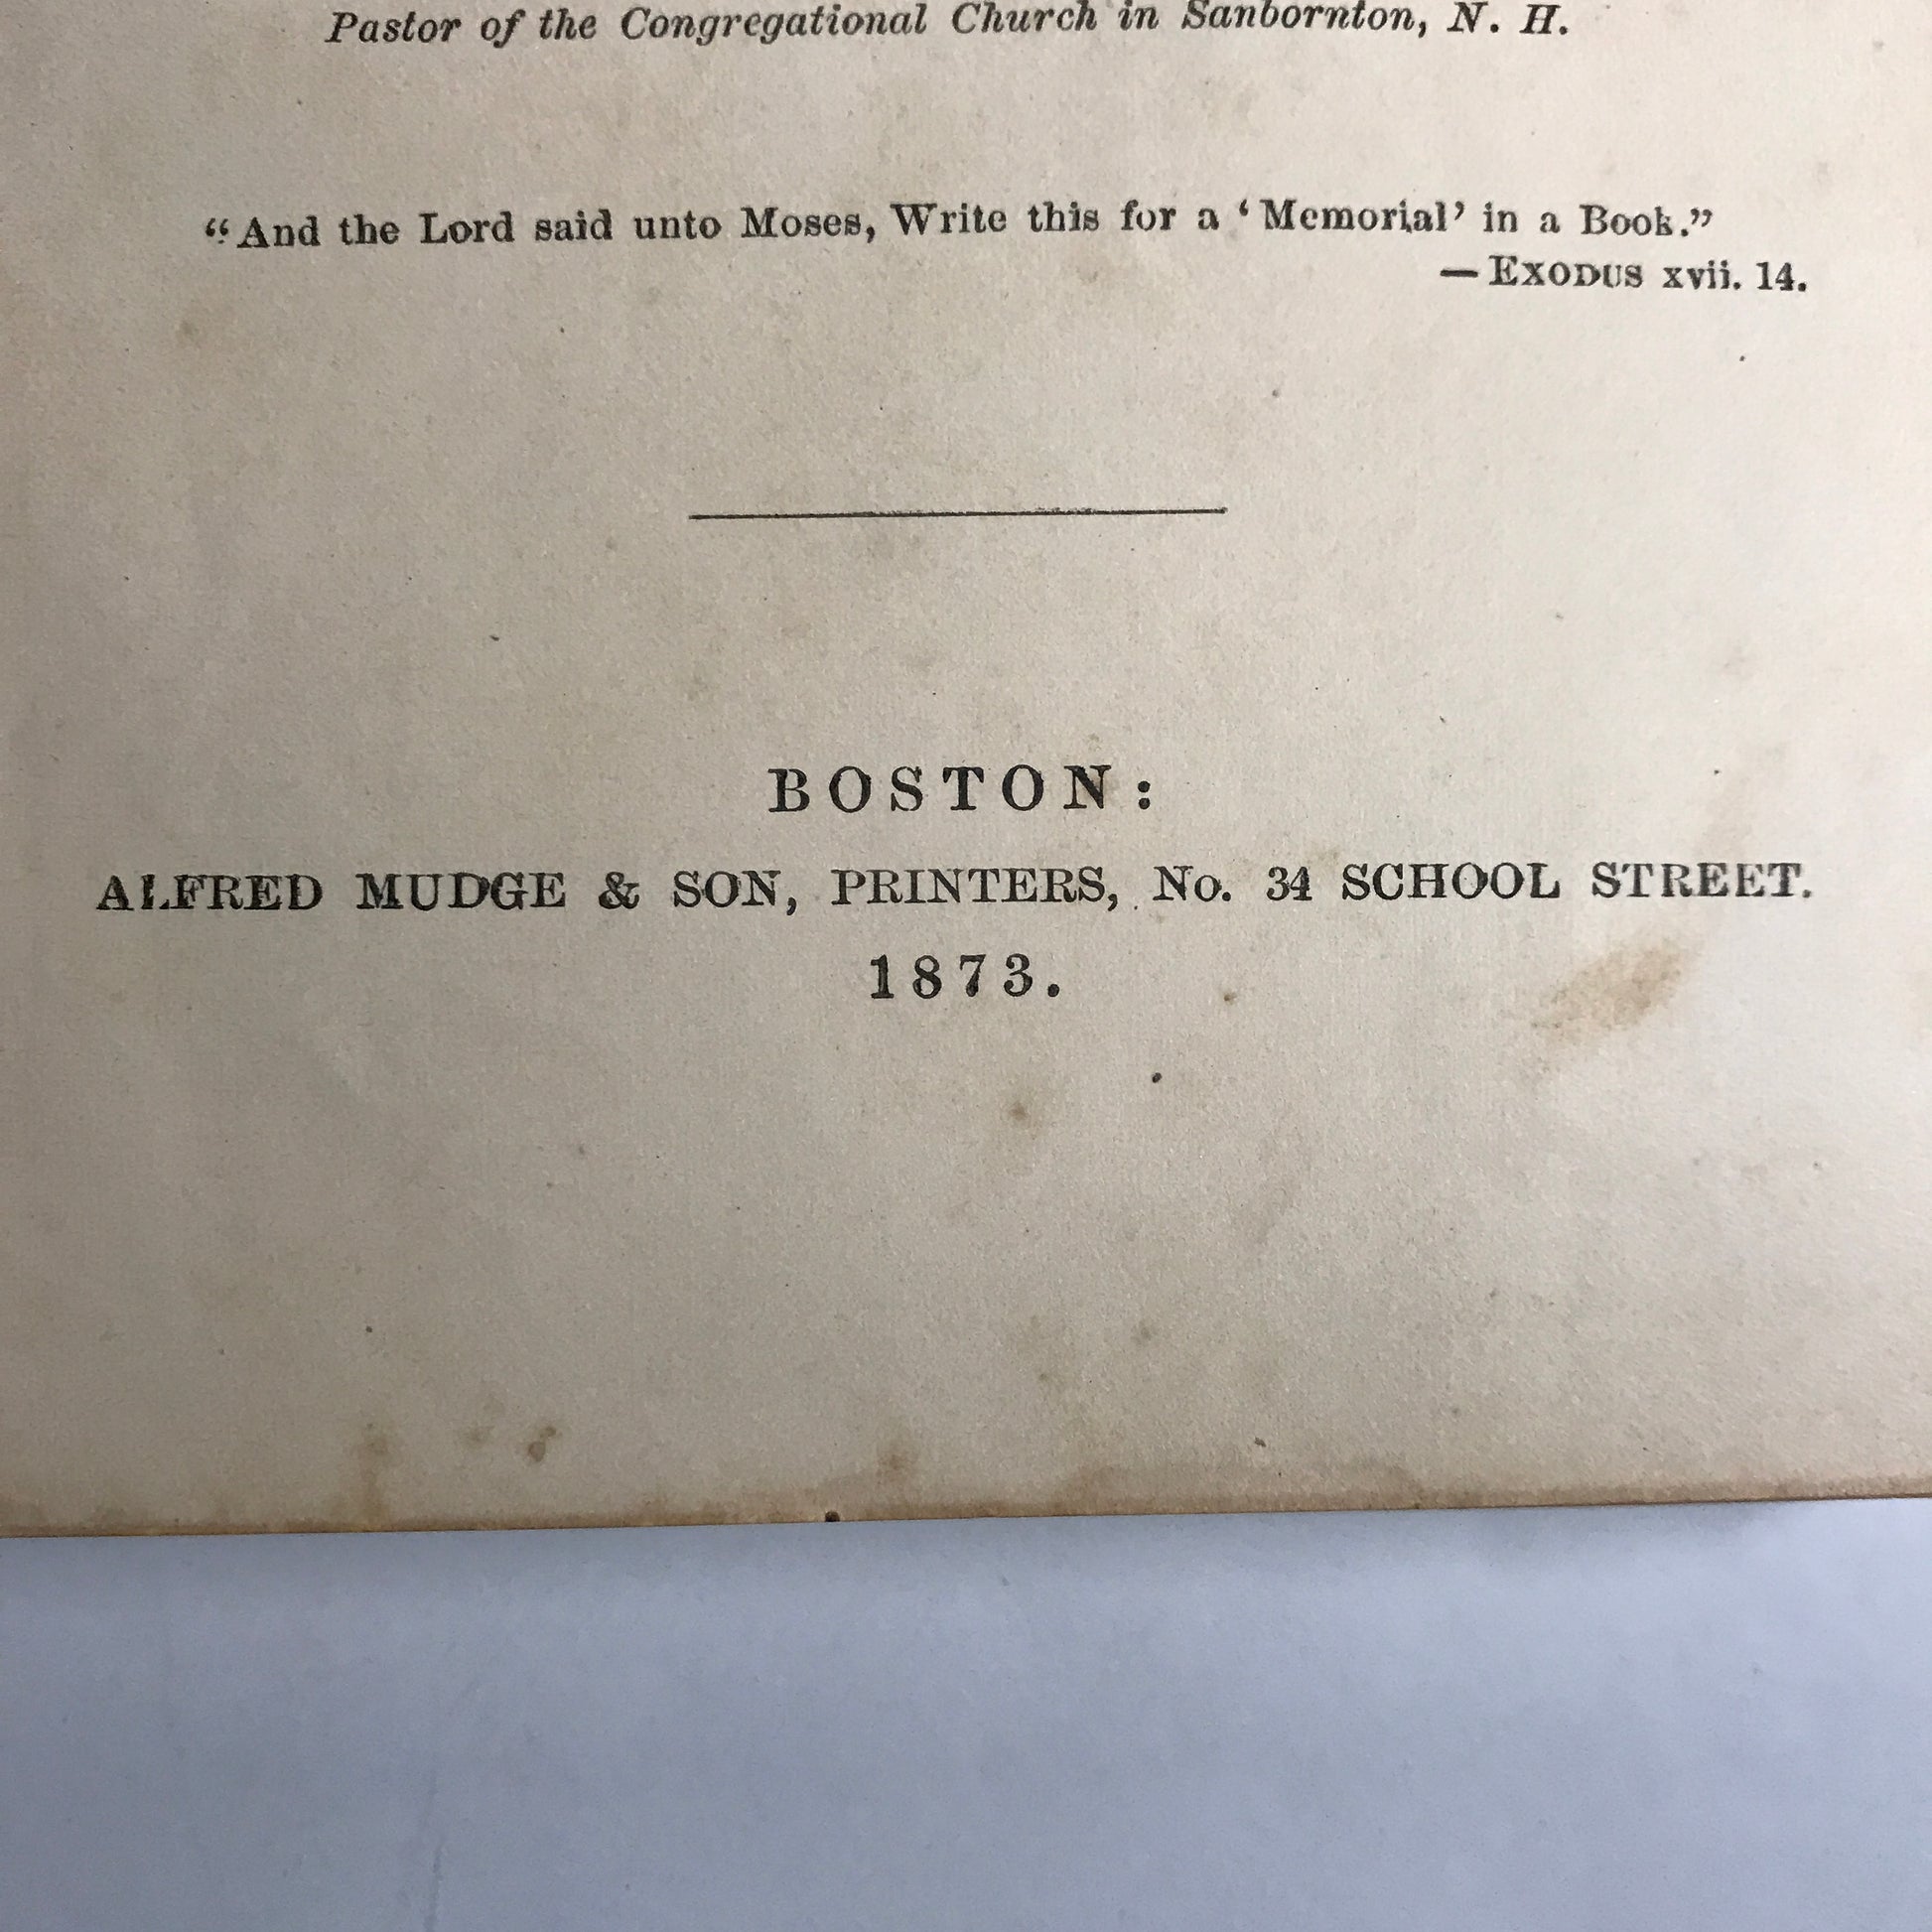 Pastor of the Congregational Church in Sanbornton, N. H.
“And the Lord said unto Moses, Write this for a ‘Memorial’ in a Book.”
— EXODUS xvii. 14.
BOSTON:
ALFRED MUDGE & SON, PRINTERS, No. 34 SCHOOL STREET.
1873.